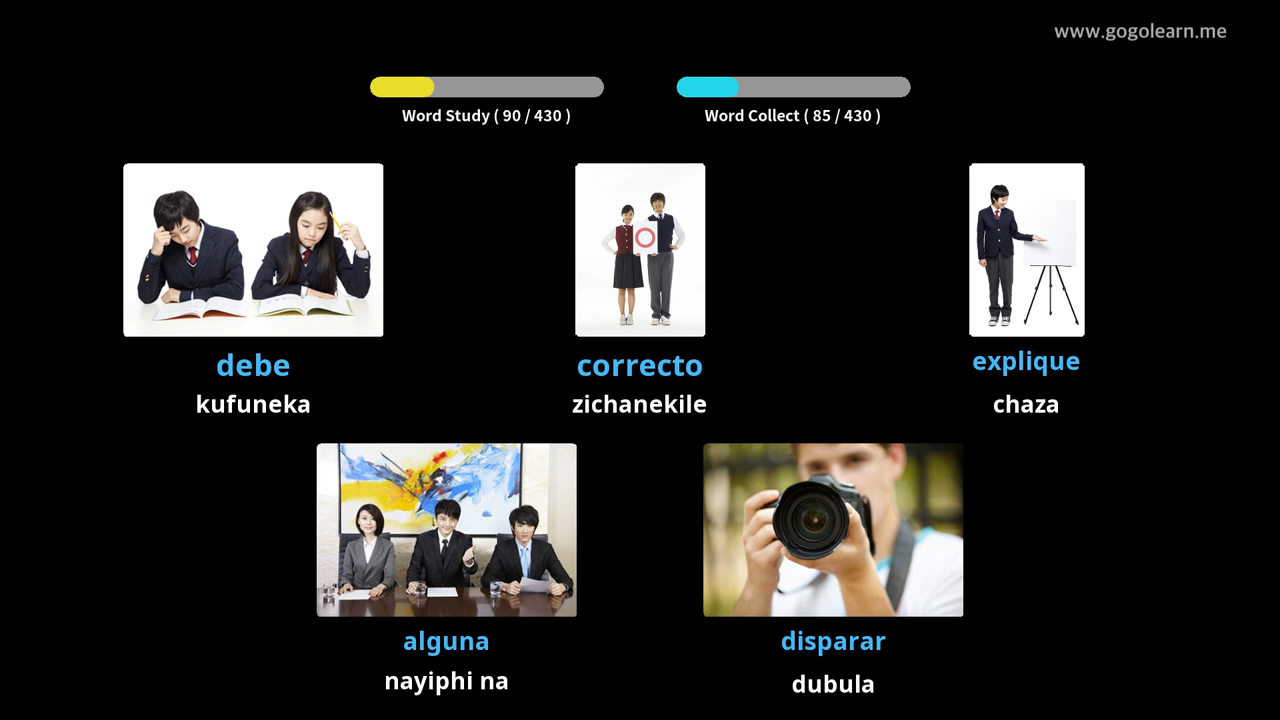 www.gogolearn.me
Word Study ( 90 / 430 )
Word Collect ( 85 / 430 )
debe
kufuneka
correcto
zichanekile
explique
chaza
alguna
nayiphi na
disparar
dubula